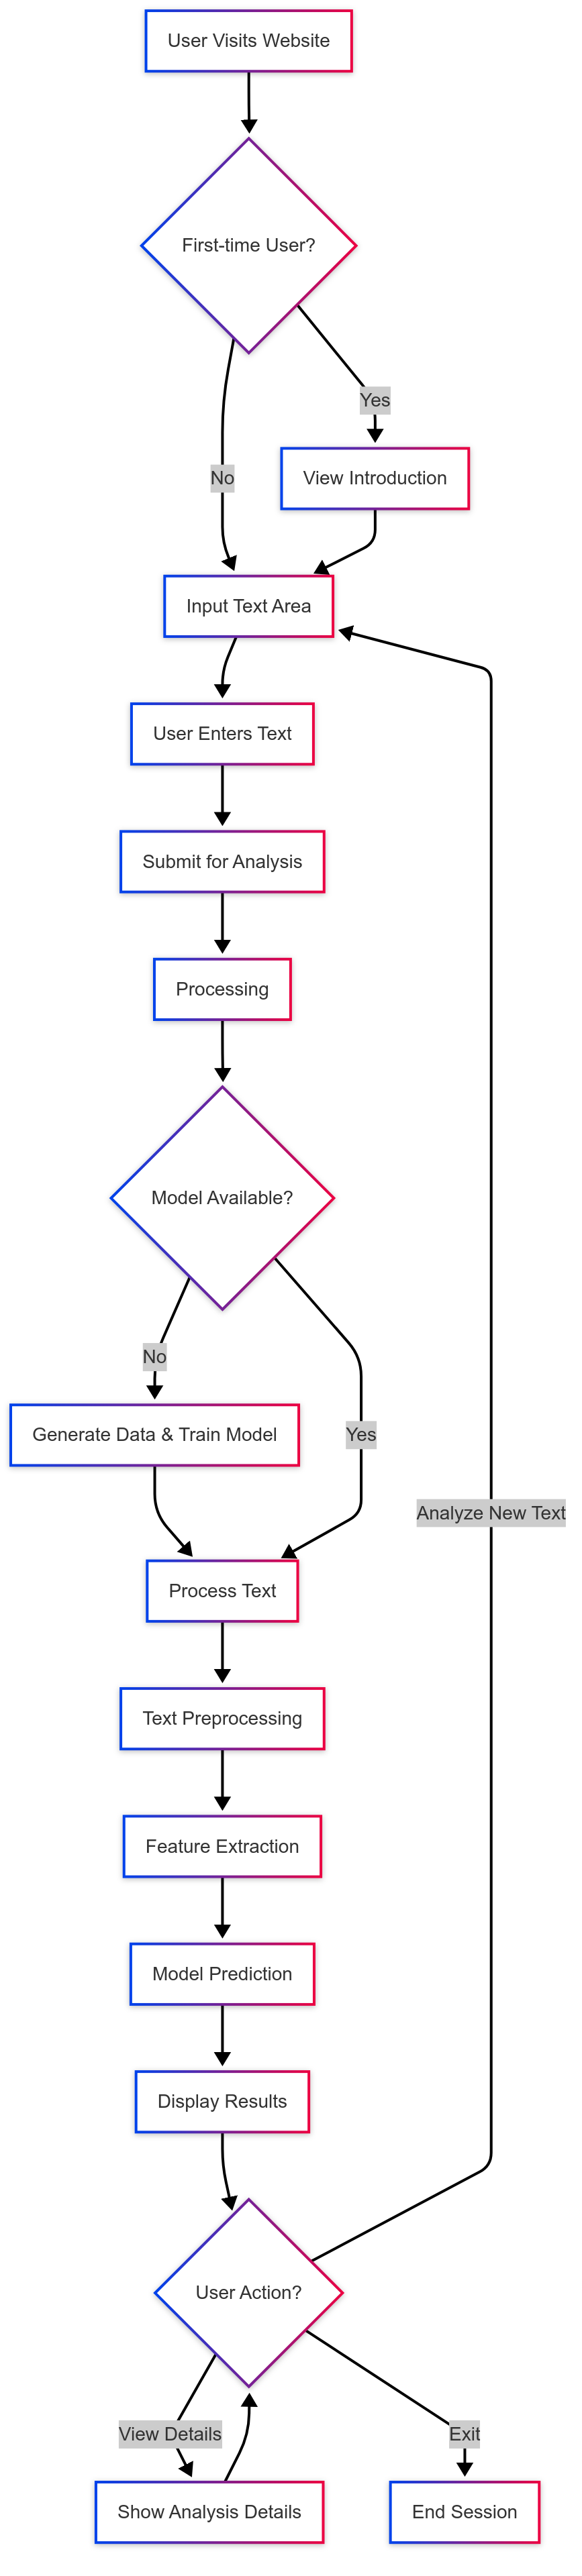 User Visits Website
First-time User?
Yes
No
View Introduction
Input Text Area
User Enters Text
Submit for Analysis
Processing
Model Available?
No
Generate Data & Train Model
Yes
Analyze New Text
Process Text
Text Preprocessing
Feature Extraction
Model Prediction
Display Results
User Action?
View Details
Exit
Show Analysis Details
End Session